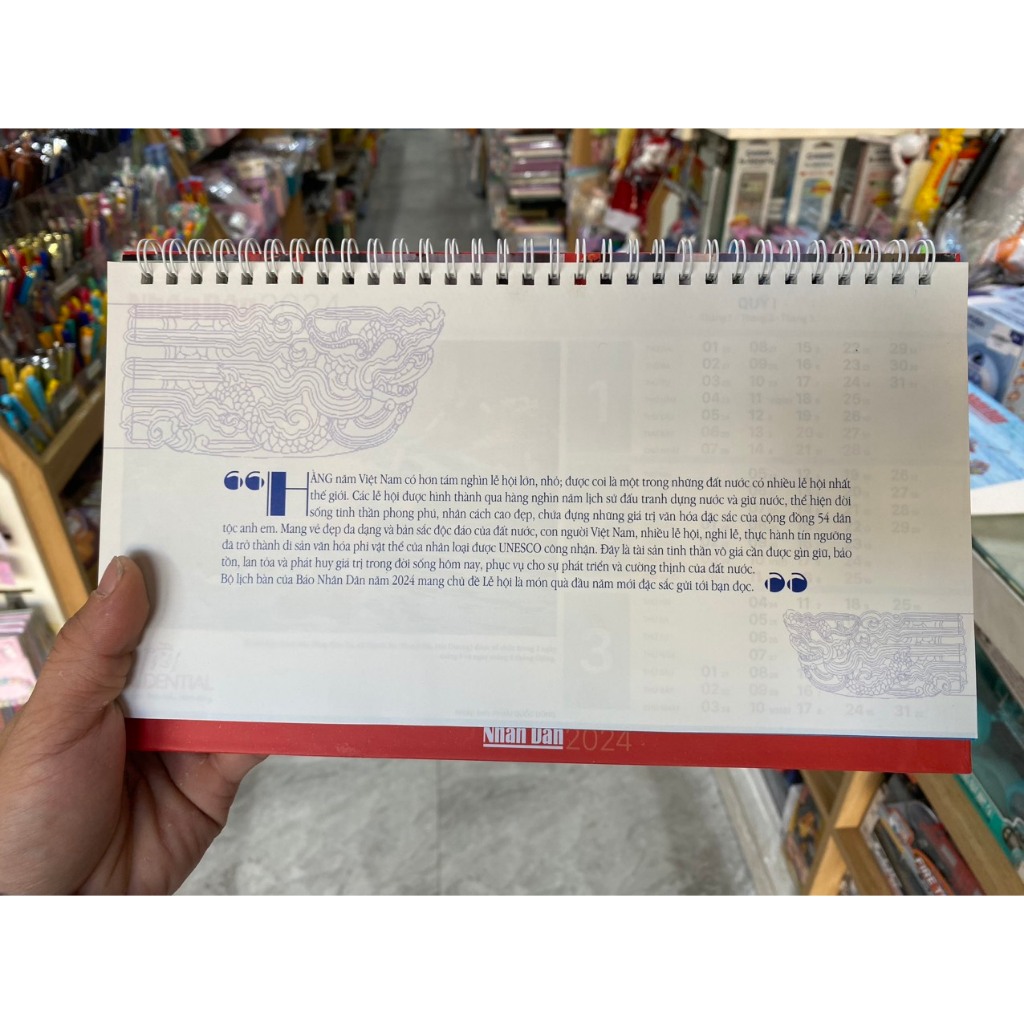 HẰNG năm Việt Nam có hơn tám nghìn lễ hội lớn, nhỏ; được coi là một trong những đất nước có nhiều lễ hội nhất
thế giới. Các lễ hội được hình thành qua hàng nghìn năm lịch sử đấu tranh dựng nước và giữ nước, thể hiện đời
sống tinh thần phong phú, nhân cách cao đẹp, chứa đựng những giá trị văn hóa đặc sắc của cộng đồng 54 dân
tộc anh em. Mang vẻ đẹp đa dạng và bản sắc độc đáo của đất nước, con người Việt Nam, nhiều lễ hội, nghi lễ, thực hành tín ngưỡng
đã trở thành di sản văn hóa phi vật thể của nhân loại được UNESCO công nhận. Đây là tài sản tinh thần vô giá cần được gìn giữ, bảo
tồn, lan tỏa và phát huy giá trị trong đời sống hôm nay, phục vụ cho sự phát triển và cường thịnh của đất nước.
Bộ lịch bàn của Báo Nhân Dân năm 2024 mang chủ đề Lễ hội là món quà đầu năm mới đặc sắc gửi tới bạn đọc.
Nhân Dân 2024